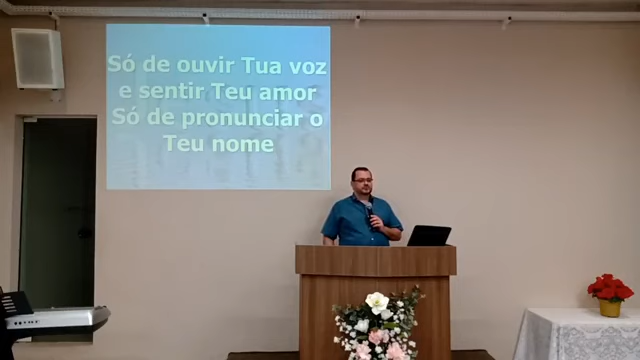 Só de ouvir Tua voz
e sentir Teu amor
Só de pronunciar o
Teu nome